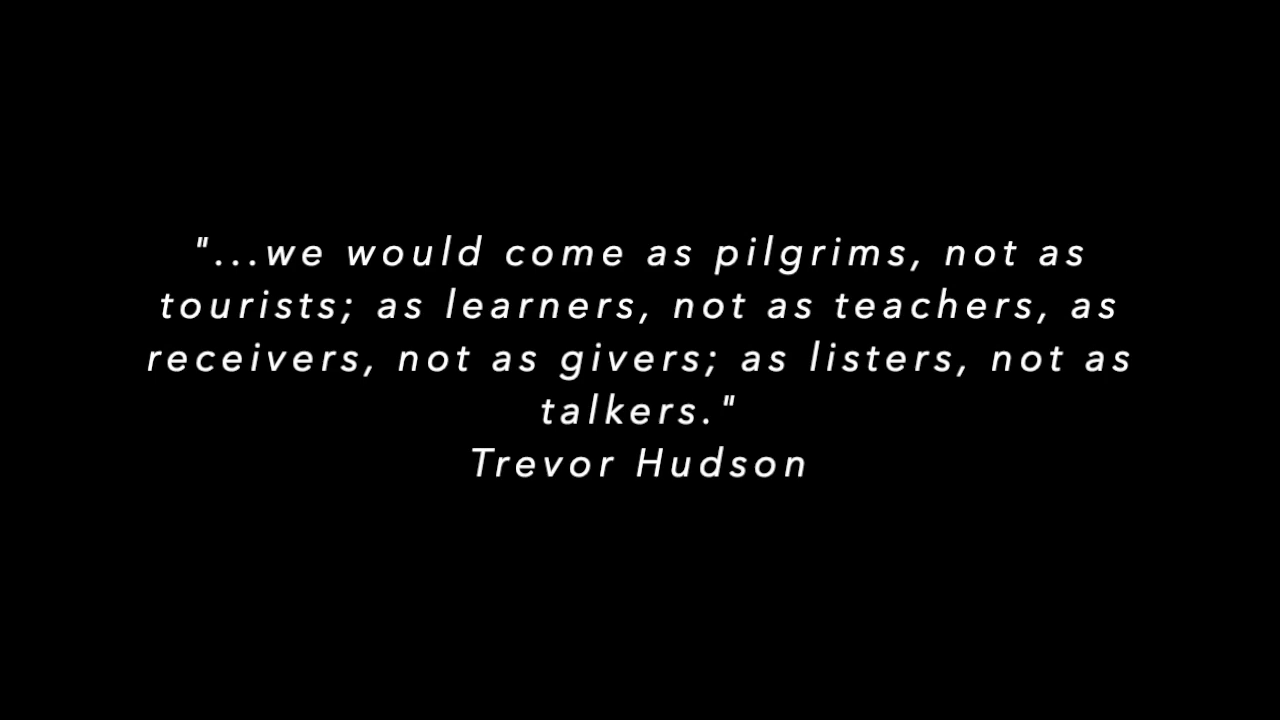 "...we would come as pilgrims, not as
tourists; as learners, not as teachers, as
receivers, not as givers; as listers, not as
talkers."
Trevor Hudson